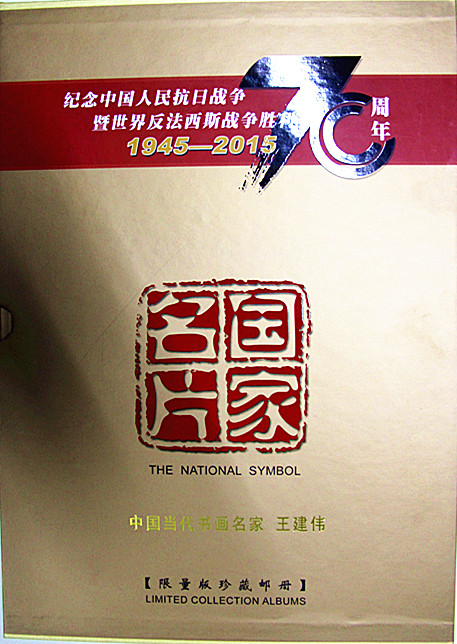 纪念中国人民抗日战争
暨世界反法西斯战争胜利
70
周年
1945—2015
国家
名片
THE NATIONAL SYMBOL
中国当代书画名家 王建伟
【限量版珍藏邮册】
LIMITED COLLECTION ALBUMS